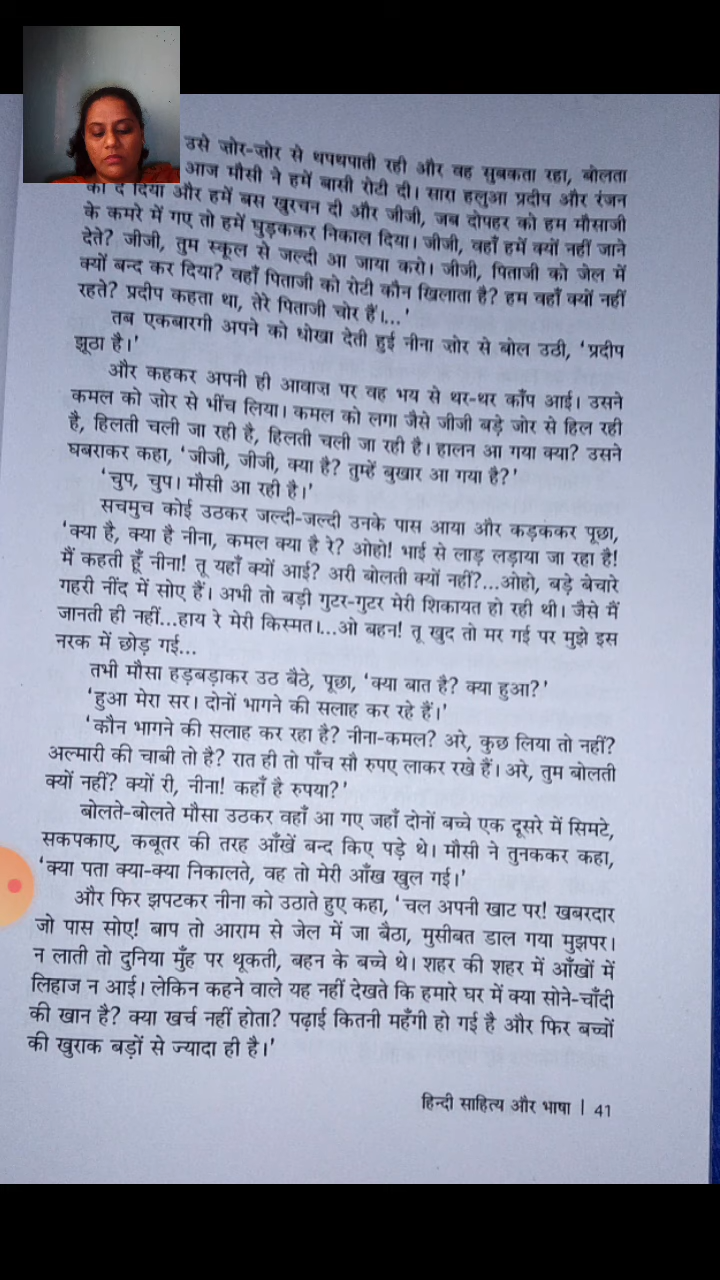 उसे ज़ोर-ज़ोर से थपथपाती रही और वह सुबकता रहा, बोलता
आज मौसी ने हमें बासी रोटी दी। सारा हलुआ प्रदीप और रंजन
को दे दिया और हमें बस खुरचन दी और जीजी, जब दोपहर को हम मौसाजी
के कमरे में गए तो हमें घुड़ककर निकाल दिया। जीजी, वहाँ हमें क्यों नहीं जाने
देते? जीजी, तुम स्कूल से जल्दी आ जाया करो। जीजी, पिताजी को जेल में
क्यों बन्द कर दिया? वहाँ पिताजी को रोटी कौन खिलाता है? हम वहाँ क्यों नहीं
रहते? प्रदीप कहता था, तेरे पिताजी चोर हैं।...'
तब एकबारगी अपने को धोखा देती हुई नीना ज़ोर से बोल उठी, 'प्रदीप
झूठा है।'
और कहकर अपनी ही आवाज़ पर वह भय से थर-थर काँप आई। उसने
कमल को ज़ोर से भींच लिया। कमल को लगा जैसे जीजी बड़े जोर से हिल रही
है, हिलती चली जा रही है, हिलती चली जा रही है। हालन आ गया क्या? उसने
घबराकर कहा, 'जीजी, जीजी, क्या है? तुम्हें बुखार आ गया है?'
'चुप, चुप। मौसी आ रही है।'
सचमुच कोई उठकर जल्दी-जल्दी उनके पास आया और कड़ककर पूछा,
'क्या है, क्या है नीना, कमल क्या है रे? ओहो! भाई से लाड़ लड़ाया जा रहा है!
मैं कहती हूँ नीना! तू यहाँ क्यों आई? अरी बोलती क्यों नहीं?...ओहो, बड़े बेचारे
गहरी नींद में सोए हैं। अभी तो बड़ी गुटर-गुटर मेरी शिकायत हो रही थी। जैसे मैं
जानती ही नहीं...हाय रे मेरी किस्मत।...ओ बहन! तू खुद तो मर गई पर मुझे इस
नरक में छोड़ गई...
तभी मौसा हड़बड़ाकर उठ बैठे, पूछा, 'क्या बात है? क्या हुआ?'
'हुआ मेरा सर। दोनों भागने की सलाह कर रहे हैं।'
'कौन भागने की सलाह कर रहा है? नीना-कमल? अरे, कुछ लिया तो नहीं?
अल्मारी की चाबी तो है? रात ही तो पाँच सौ रुपए लाकर रखे हैं। अरे, तुम बोलती
क्यों नहीं? क्यों री, नीना! कहाँ है रुपया?'
बोलते-बोलते मौसा उठकर वहाँ आ गए जहाँ दोनों बच्चे एक दूसरे में सिमटे,
सकपकाए, कबूतर की तरह आँखें बन्द किए पड़े थे। मौसी ने तुनककर कहा,
'क्या पता क्या-क्या निकालते, वह तो मेरी आँख खुल गई।'
और फिर झपटकर नीना को उठाते हुए कहा, 'चल अपनी खाट पर! खबरदार
जो पास सोए! बाप तो आराम से जेल में जा बैठा, मुसीबत डाल गया मुझपर।
न लाती तो दुनिया मुँह पर थूकती, बहन के बच्चे थे। शहर की शहर में आँखों में
लिहाज न आई। लेकिन कहने वाले यह नहीं देखते कि हमारे घर में क्या सोने-चाँदी
की खान है? क्या खर्च नहीं होता? पढ़ाई कितनी महँगी हो गई है और फिर बच्चों
की खुराक बड़ों से ज्यादा ही है।'
हिन्दी साहित्य और भाषा | 41